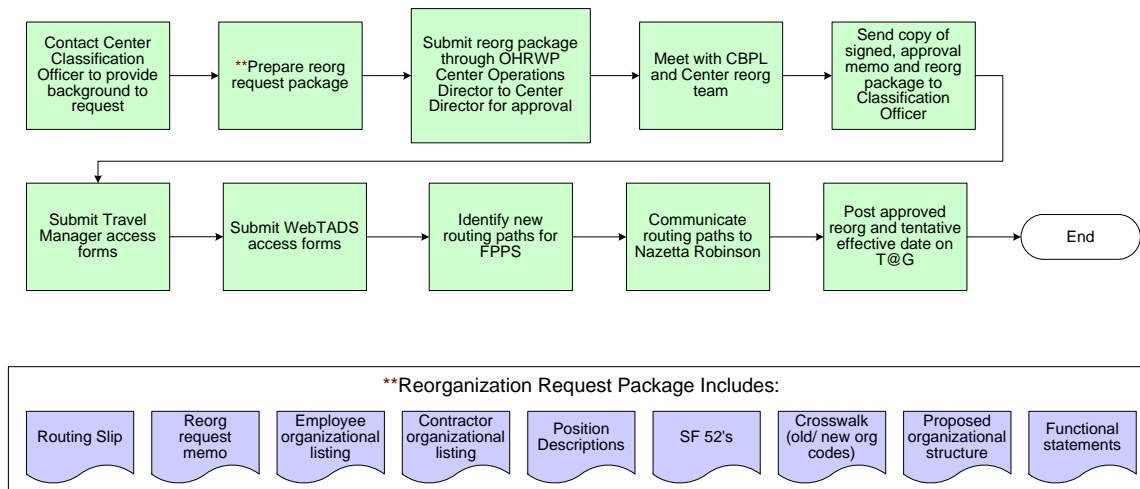 Contact Center
Classification
Officer to provide
background to
request
**Prepare reorg
request package
Submit reorg package
through OHRWP
Center Operations
Director to Center
Director for approval
Meet with CBPL
and Center reorg
team
Send copy of
signed, approval
memo and reorg
package to
Classification
Officer
Submit Travel
Manager access
forms
Submit WebTADS
access forms
Identify new
routing paths for
FPPS
Communicate
routing paths to
Nazetta Robinson
Post approved
reorg and tentative
effective date on
T@G
End
**Reorganization Request Package Includes:
Routing Slip
Reorg
request
memo
Employee
organizational
listing
Contractor
organizational
listing
Position
Descriptions
SF 52's
Crosswalk
(old/ new org
codes)
Proposed
organizational
structure
Functional
statements